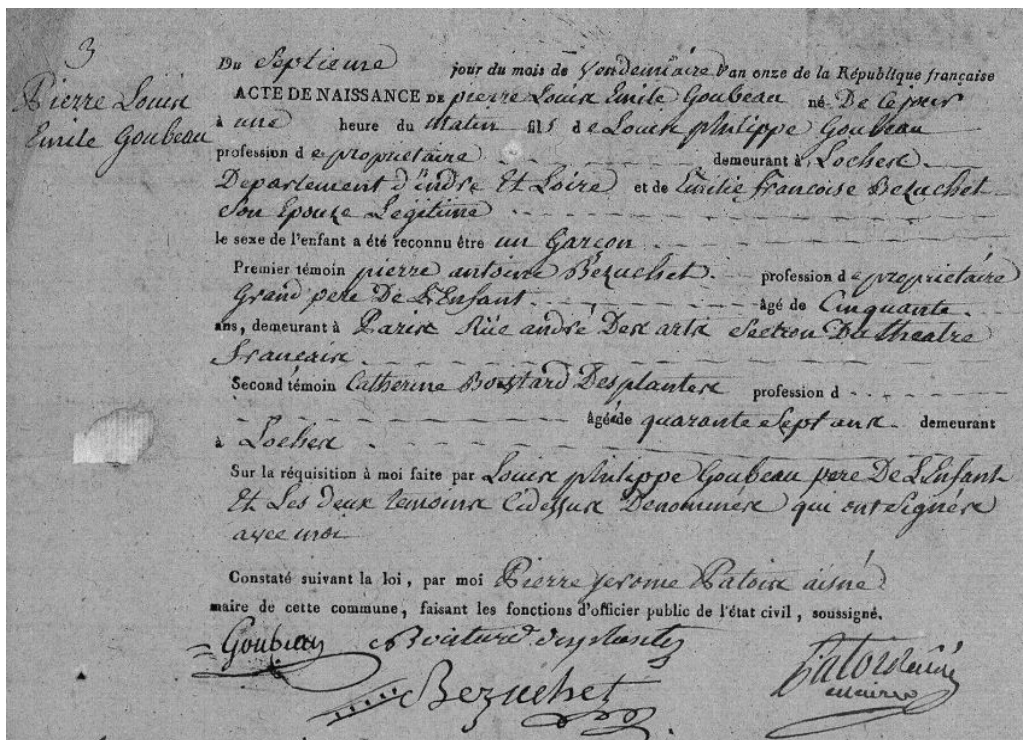 3
Pierre Louis
Emile Goubeau
Du Septieme jour du mois de Vendemiaire l'an onze de la République française
ACTE DE NAISSANCE DE pierre Louis Emile Goubeau né De ce jour
à une heure du Matin fils de Louis philippe Goubeau
profession de proprietaire demeurant à Loches
Departement d'indre Et Loire et de Emilie francoise Bezuchet
Son Epouse Legitime
le sexe de l'enfant a été reconnu être un Garcon
Premier témoin pierre antoine Bezuchet profession de proprietaire
Grand pere De L'Enfant âgé de Cinquante
ans, demeurant à Paris Rüe andré Des arts Section Du theatre
francais
Second témoin Catherine Desplantes profession d
âgée de quarante Sept ans demeurant
à Loches
Sur la réquisition à moi faite par Louis philippe Goubeau pere De L'Enfant
Et Les deux temoins Cidessus Denommés qui ont Signés
avec moi
Constaté suivant la loi, par moi Pierre jerome Patois aisné
maire de cette commune, faisant les fonctions d'officier public de l'état civil, soussigné.
Goubeau
Bezuchet
Patois
maire